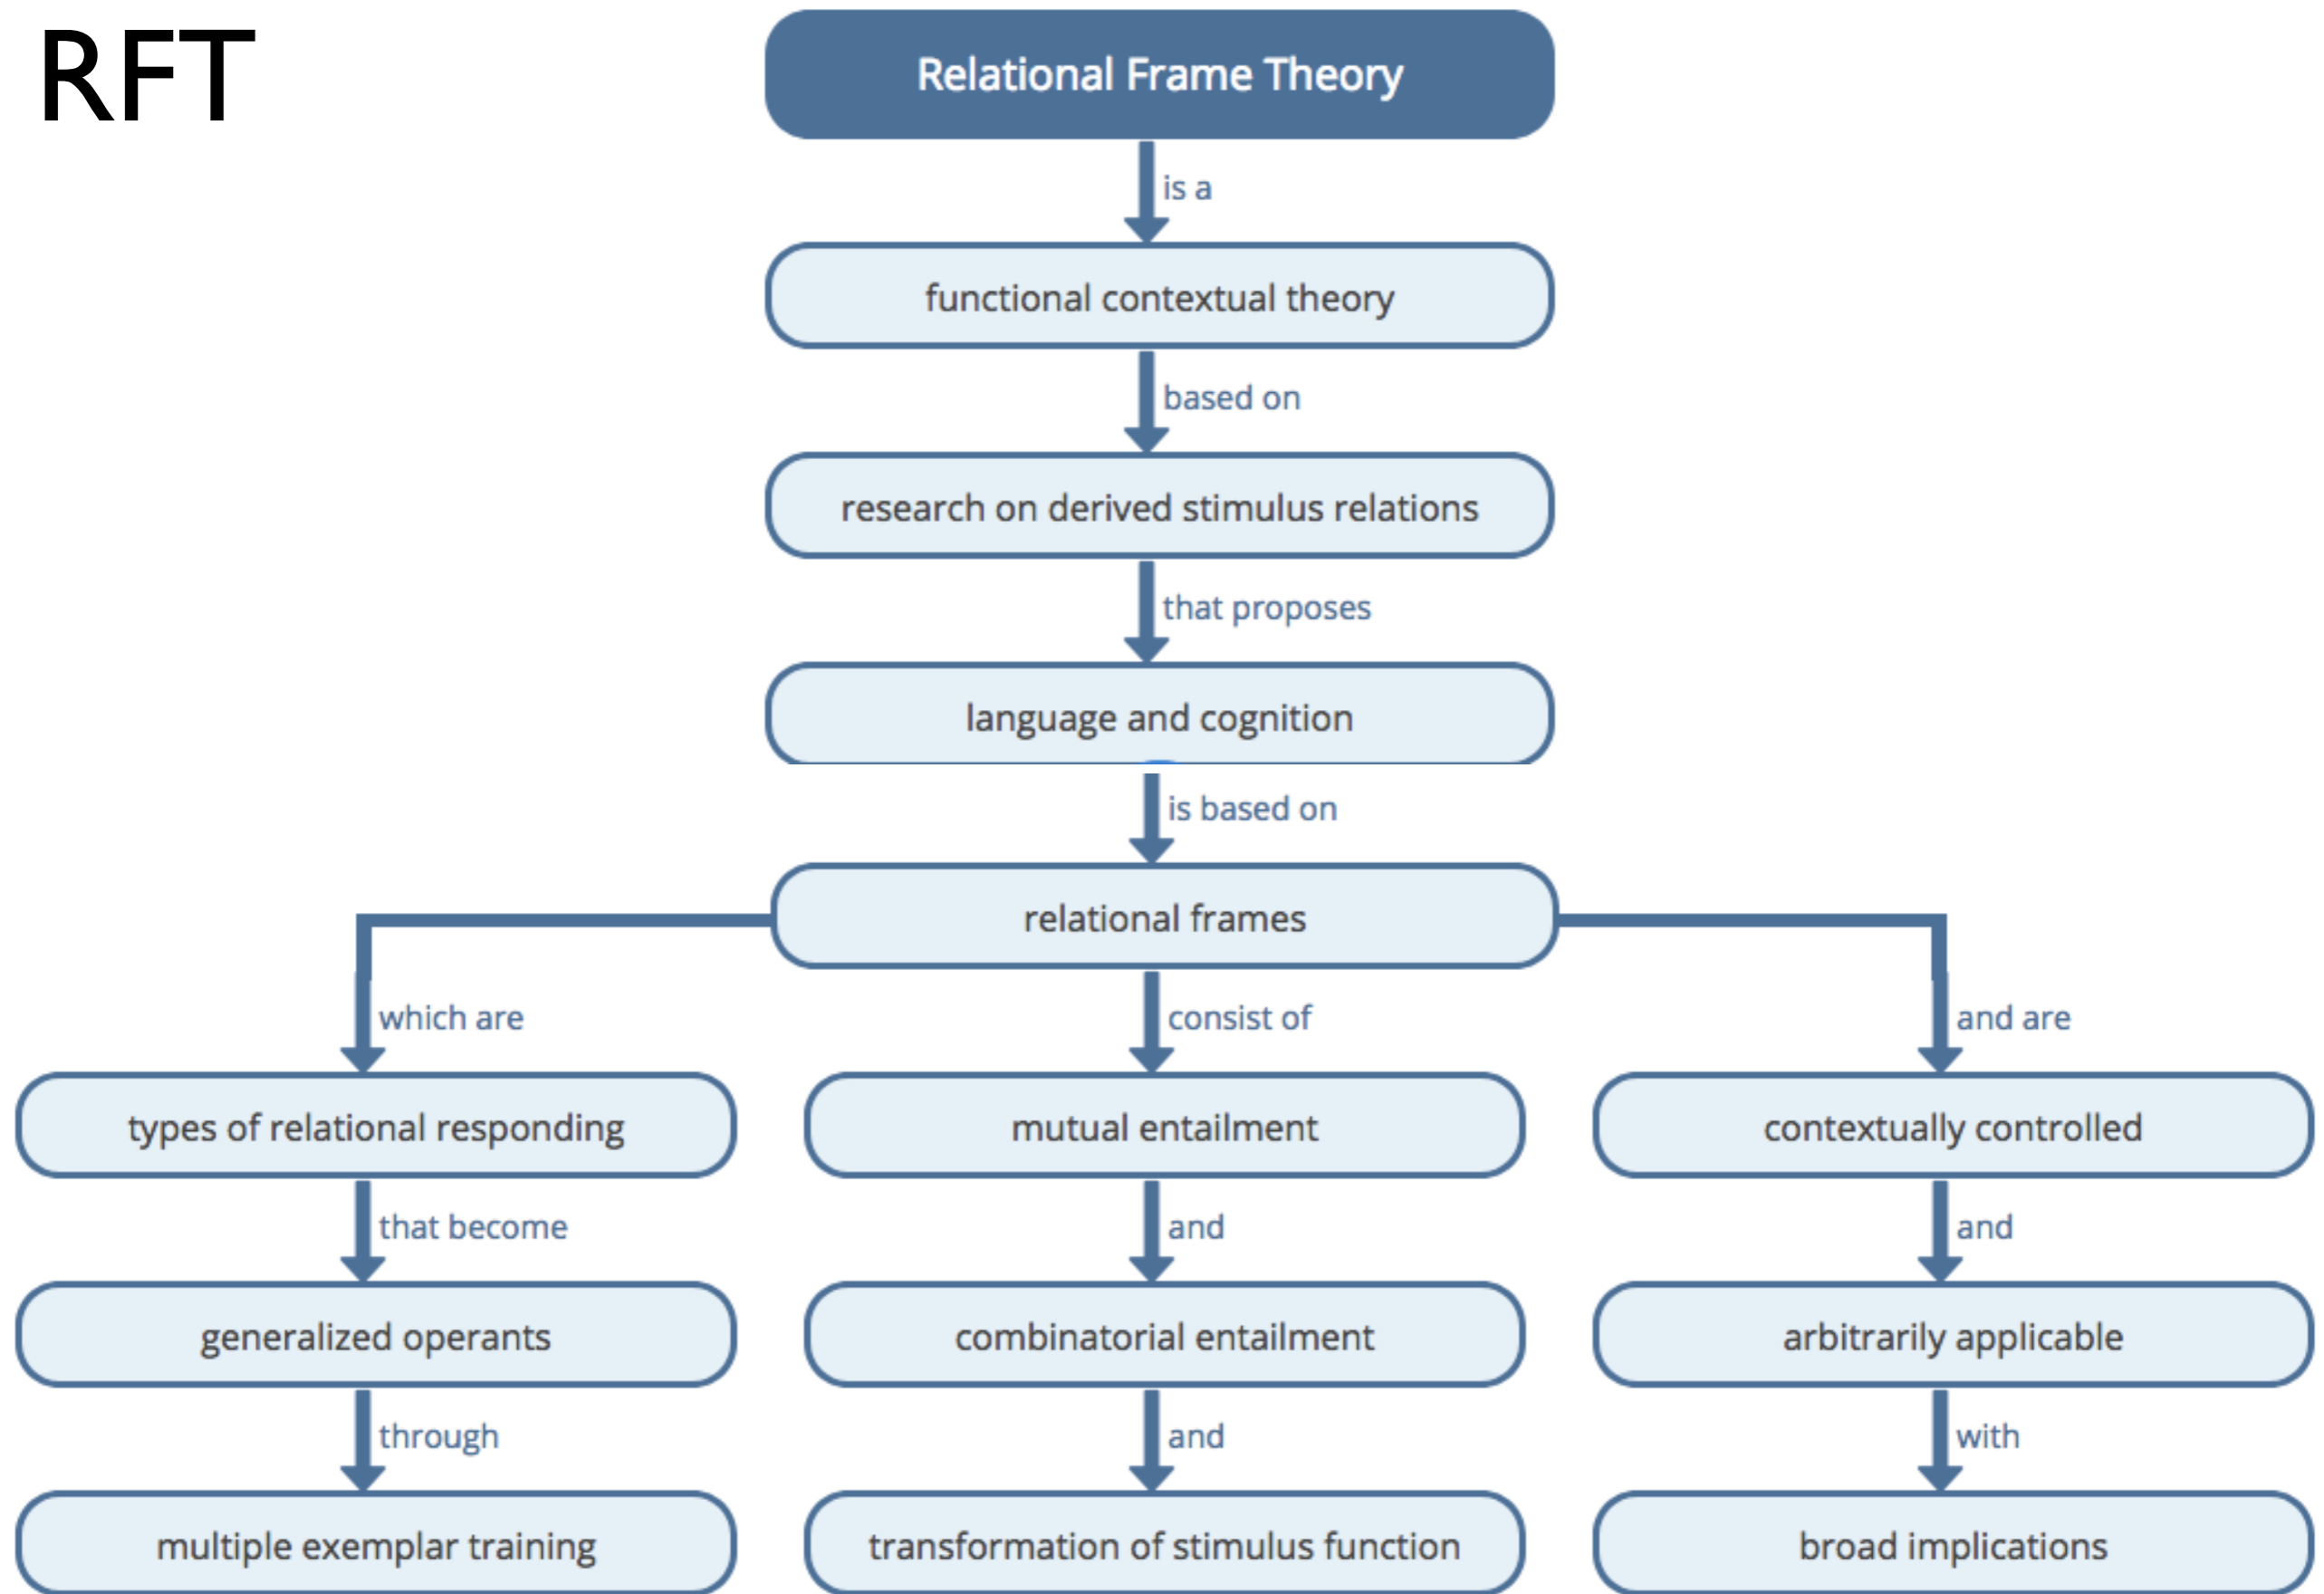 RFT
Relational Frame Theory
is a
functional contextual theory
based on
research on derived stimulus relations
that proposes
language and cognition
is based on
relational frames
which are
consist of
and are
types of relational responding
mutual entailment
contextually controlled
that become
and
and
generalized operants
combinatorial entailment
arbitrarily applicable
through
and
with
multiple exemplar training
transformation of stimulus function
broad implications